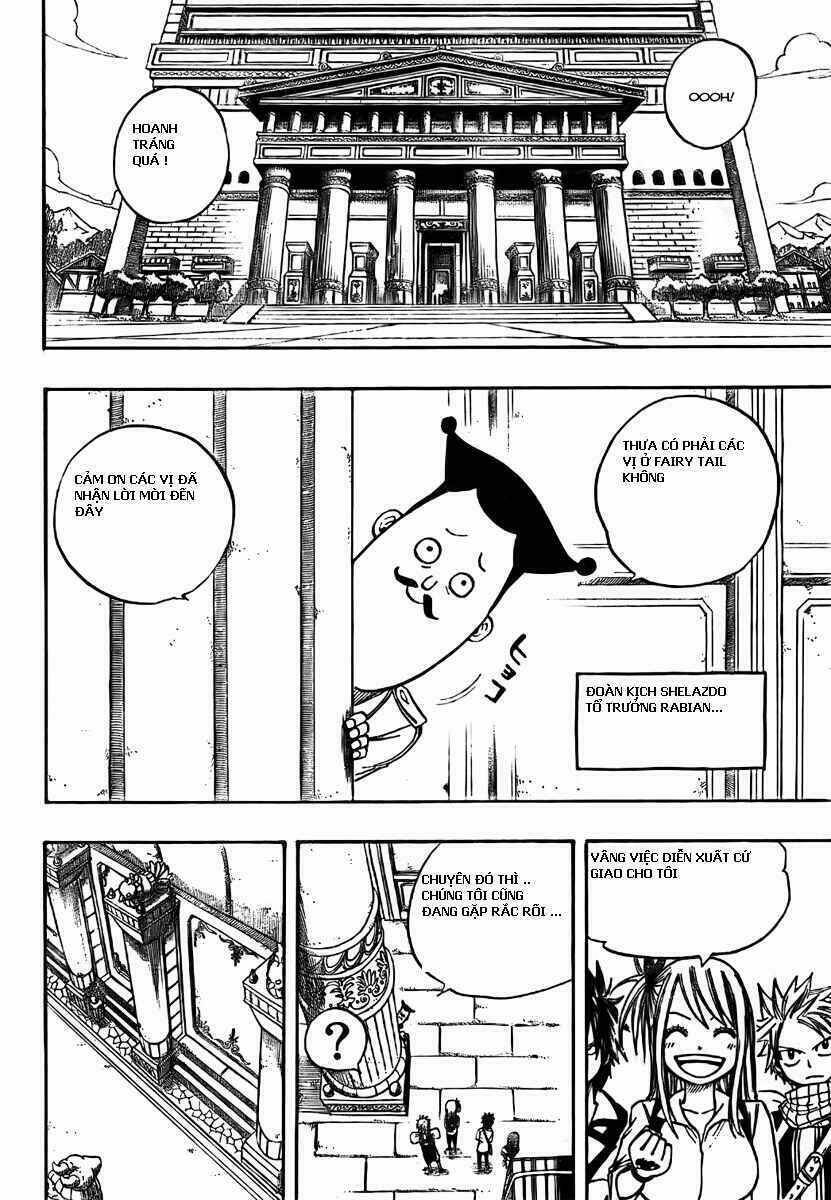 OOOH!
HOANH
TRÁNG
QUÁ !
THƯA CÓ PHẢI CÁC
VỊ Ở FAIRY TAIL
KHÔNG
CẢM ƠN CÁC VỊ ĐÃ
NHẬN LỜI MỜI ĐẾN
ĐÂY
ĐOÀN KỊCH SHELAZDO
TỔ TRƯỞNG RABIAN...
VÂNG VIỆC DIỄN XUẤT CỨ
GIAO CHO TÔI
CHUYỆN ĐÓ THÌ ..
CHÚNG TÔI CŨNG
ĐANG GẶP RẮC RỐI ...
?